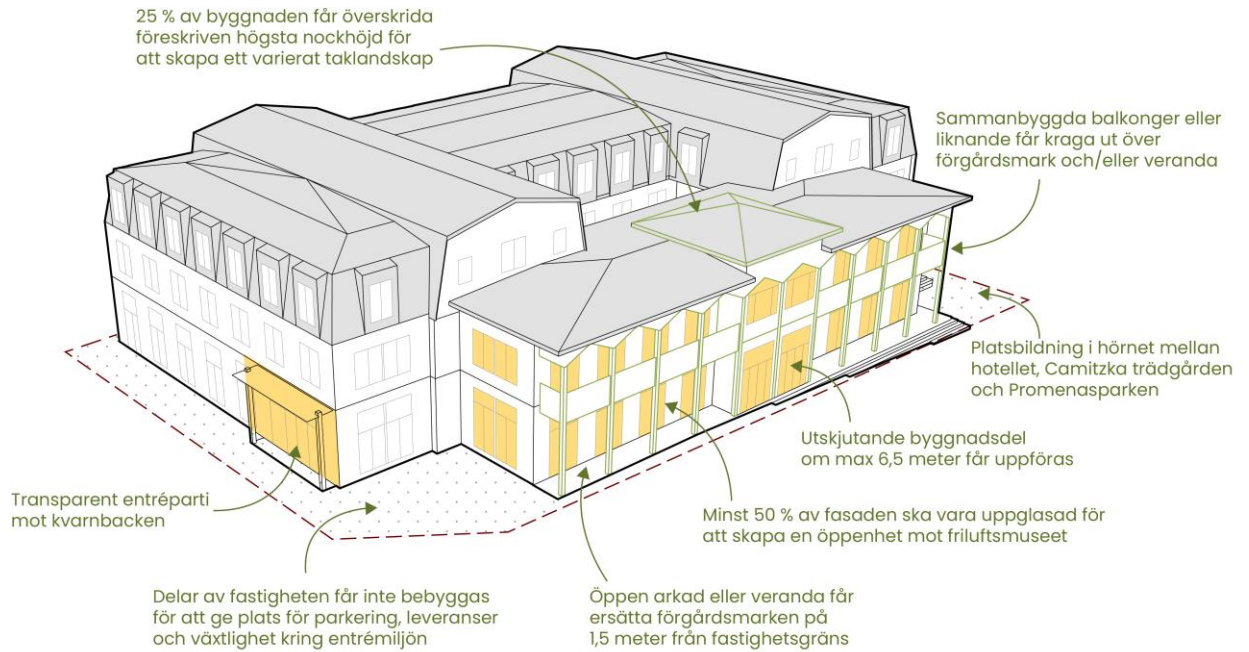 25 % av byggnaden får överskrida
föreskriven högsta nockhöjd för
att skapa ett varierat taklandskap
Sammanbyggda balkonger eller
liknande får kraga ut över
förgårdsmark och/eller veranda
Platsbildning i hörnet mellan
hotellet, Camitzka trädgården
och Promenasparken
Utskjutande byggnadsdel
om max 6,5 meter får uppföras
Transparent entréparti
mot kvarnbacken
Minst 50 % av fasaden ska vara uppglasad för
att skapa en öppenhet mot friluftsmuseet
Delar av fastigheten får inte bebyggas
för att ge plats för parkering, leveranser
och växtlighet kring entrémiljön
Öppen arkad eller veranda får
ersätta förgårdsmarken på
1,5 meter från fastighetsgräns